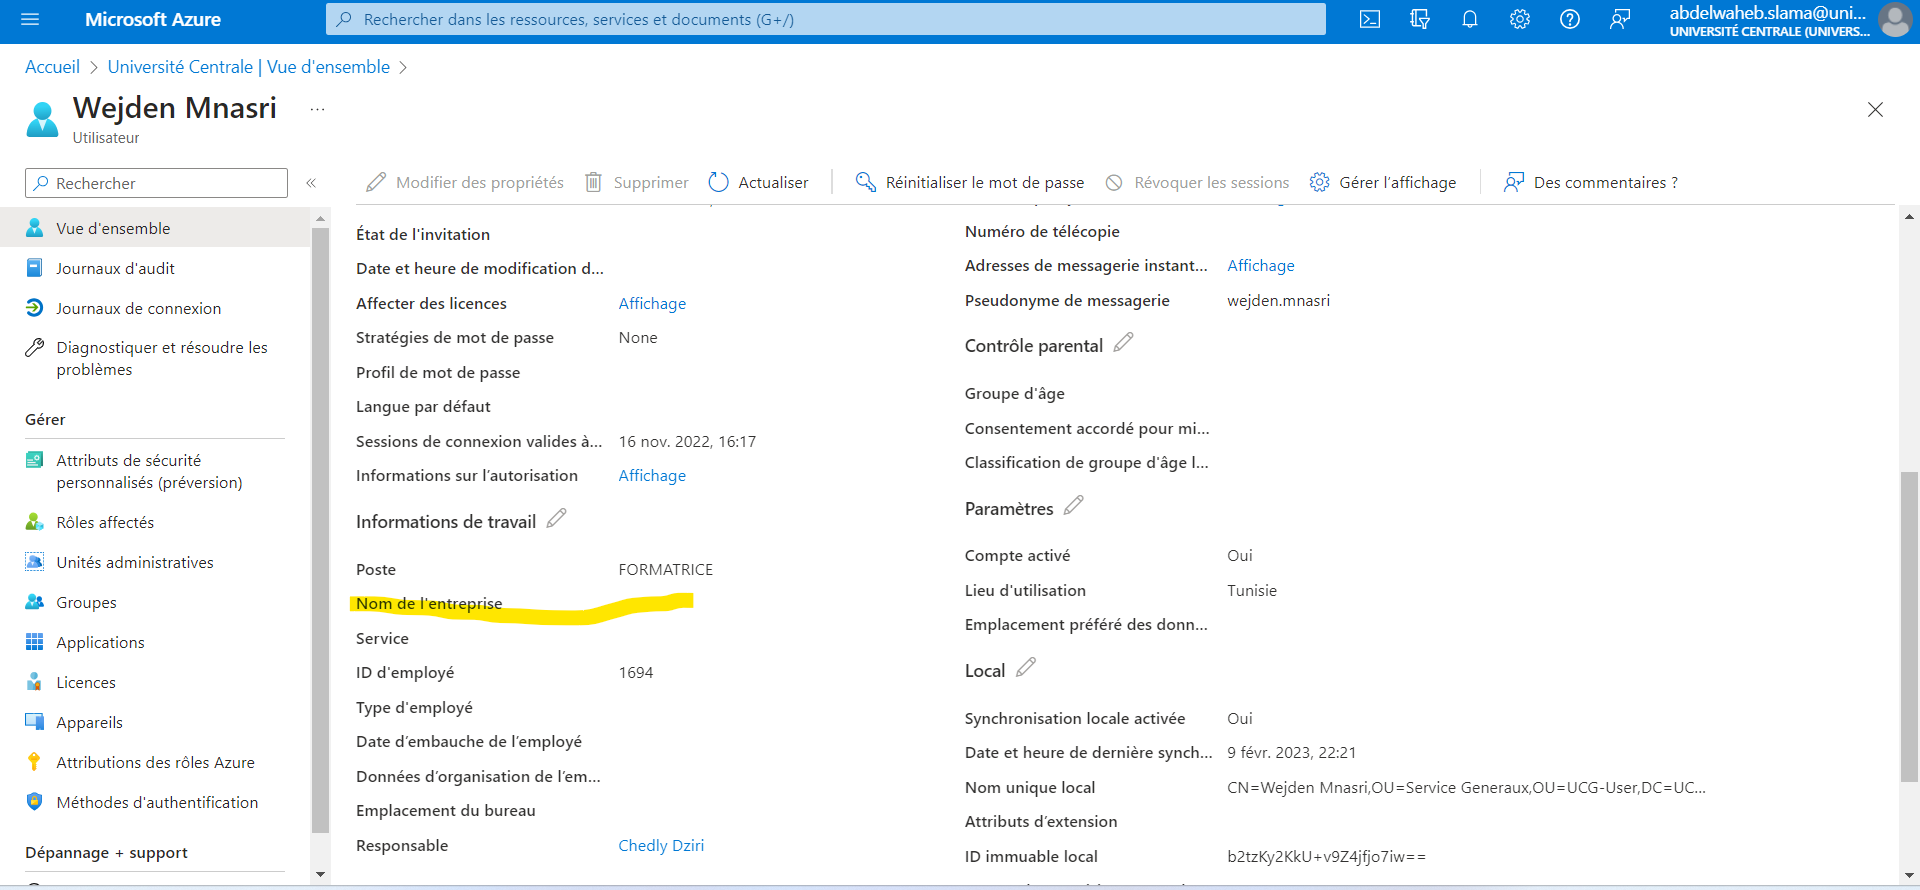 Microsoft Azure
Rechercher dans les ressources, services et documents (G+/)
abdelwaheb.slama@uni...
UNIVERSITÉ CENTRALE (UNIVERS...
Accueil > Université Centrale | Vue d'ensemble >
Wejden Mnasri ...
Utilisateur
Rechercher
«
Modifier des propriétés
Supprimer
Actualiser
Réinitialiser le mot de passe
Révoquer les sessions
Gérer l’affichage
Des commentaires ?
Vue d'ensemble
Journaux d'audit
Journaux de connexion
Diagnostiquer et résoudre les
problèmes
Gérer
Attributs de sécurité
personnalisés (préversion)
Rôles affectés
Unités administratives
Groupes
Applications
Licences
Appareils
Attributions des rôles Azure
Méthodes d'authentification
Dépannage + support
État de l'invitation
Date et heure de modification d...
Affecter des licences Affichage
Stratégies de mot de passe None
Profil de mot de passe
Langue par défaut
Sessions de connexion valides à... 16 nov. 2022, 16:17
Informations sur l’autorisation Affichage
Informations de travail
Poste FORMATRICE
Nom de l'entreprise
Service
ID d'employé 1694
Type d'employé
Date d’embauche de l’employé
Données d’organisation de l’em...
Emplacement du bureau
Responsable Chedly Dziri
Numéro de télécopie
Adresses de messagerie instant... Affichage
Pseudonyme de messagerie wejden.mnasri
Contrôle parental
Groupe d'âge
Consentement accordé pour mi...
Classification de groupe d'âge l...
Paramètres
Compte activé Oui
Lieu d'utilisation Tunisie
Emplacement préféré des donn...
Local
Synchronisation locale activée Oui
Date et heure de dernière synch... 9 févr. 2023, 22:21
Nom unique local CN=Wejden Mnasri,OU=Service Generaux,OU=UCG-User,DC=UC...
Attributs d’extension
ID immuable local b2tzKy2KkU+v9Z4jfjo7iw==